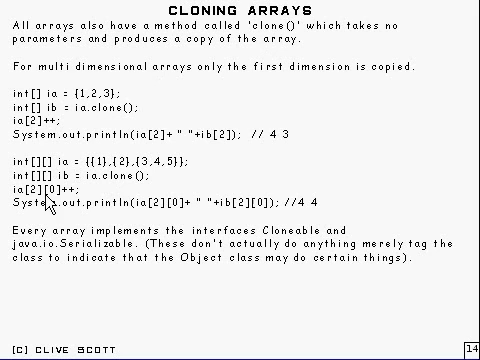 CLONING ARRAYS
All arrays also have a method called 'clone()' which takes no
parameters and produces a copy of the array.
For multi dimensional arrays only the first dimension is copied.
int[] ia = {1,2,3};
int[] ib = ia.clone();
ia[2]++;
System.out.println(ia[2]+ " "+ib[2]); // 4 3
int[][] ia = {{1},{2},{3,4,5}};
int[][] ib = ia.clone();
ia[2][0]++;
System.out.println(ia[2][0]+ " "+ib[2][0]); //4 4
Every array implements the interfaces Cloneable and
java.io.Serializable. (These don't actually do anything merely tag the
class to indicate that the Object class may do certain things).
(C) CLIVE SCOTT
14